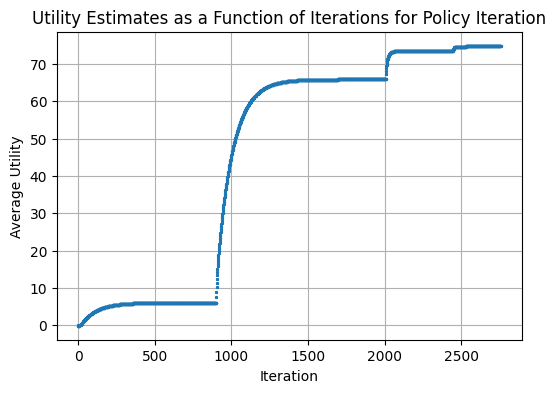 Utility Estimates as a Function of Iterations for Policy Iteration
Average Utility
70
60
50
40
30
20
10
0
0 500 1000 1500 2000 2500
Iteration